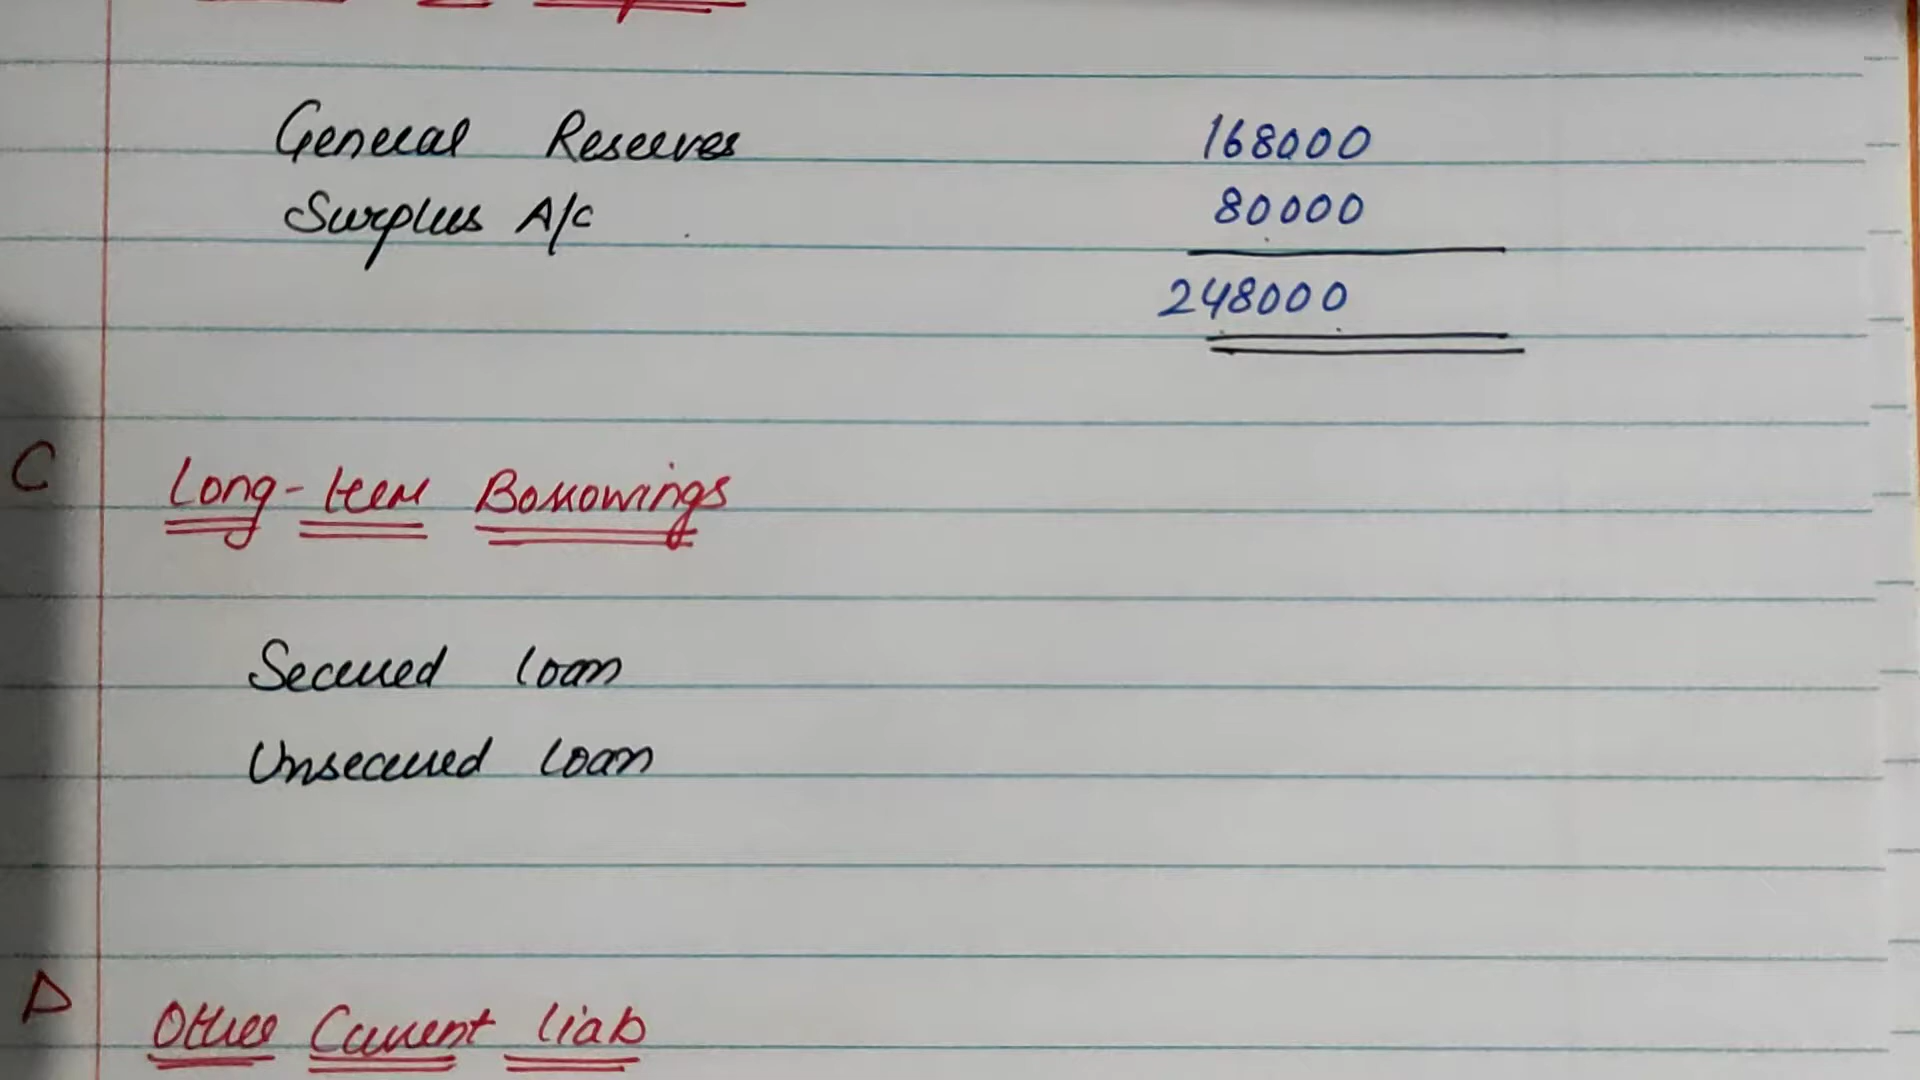 General Reserves 168000
Surplus A/c 80000
248000
C Long-term Borrowings
Secured loan
Unsecured loan
D Other Current liab